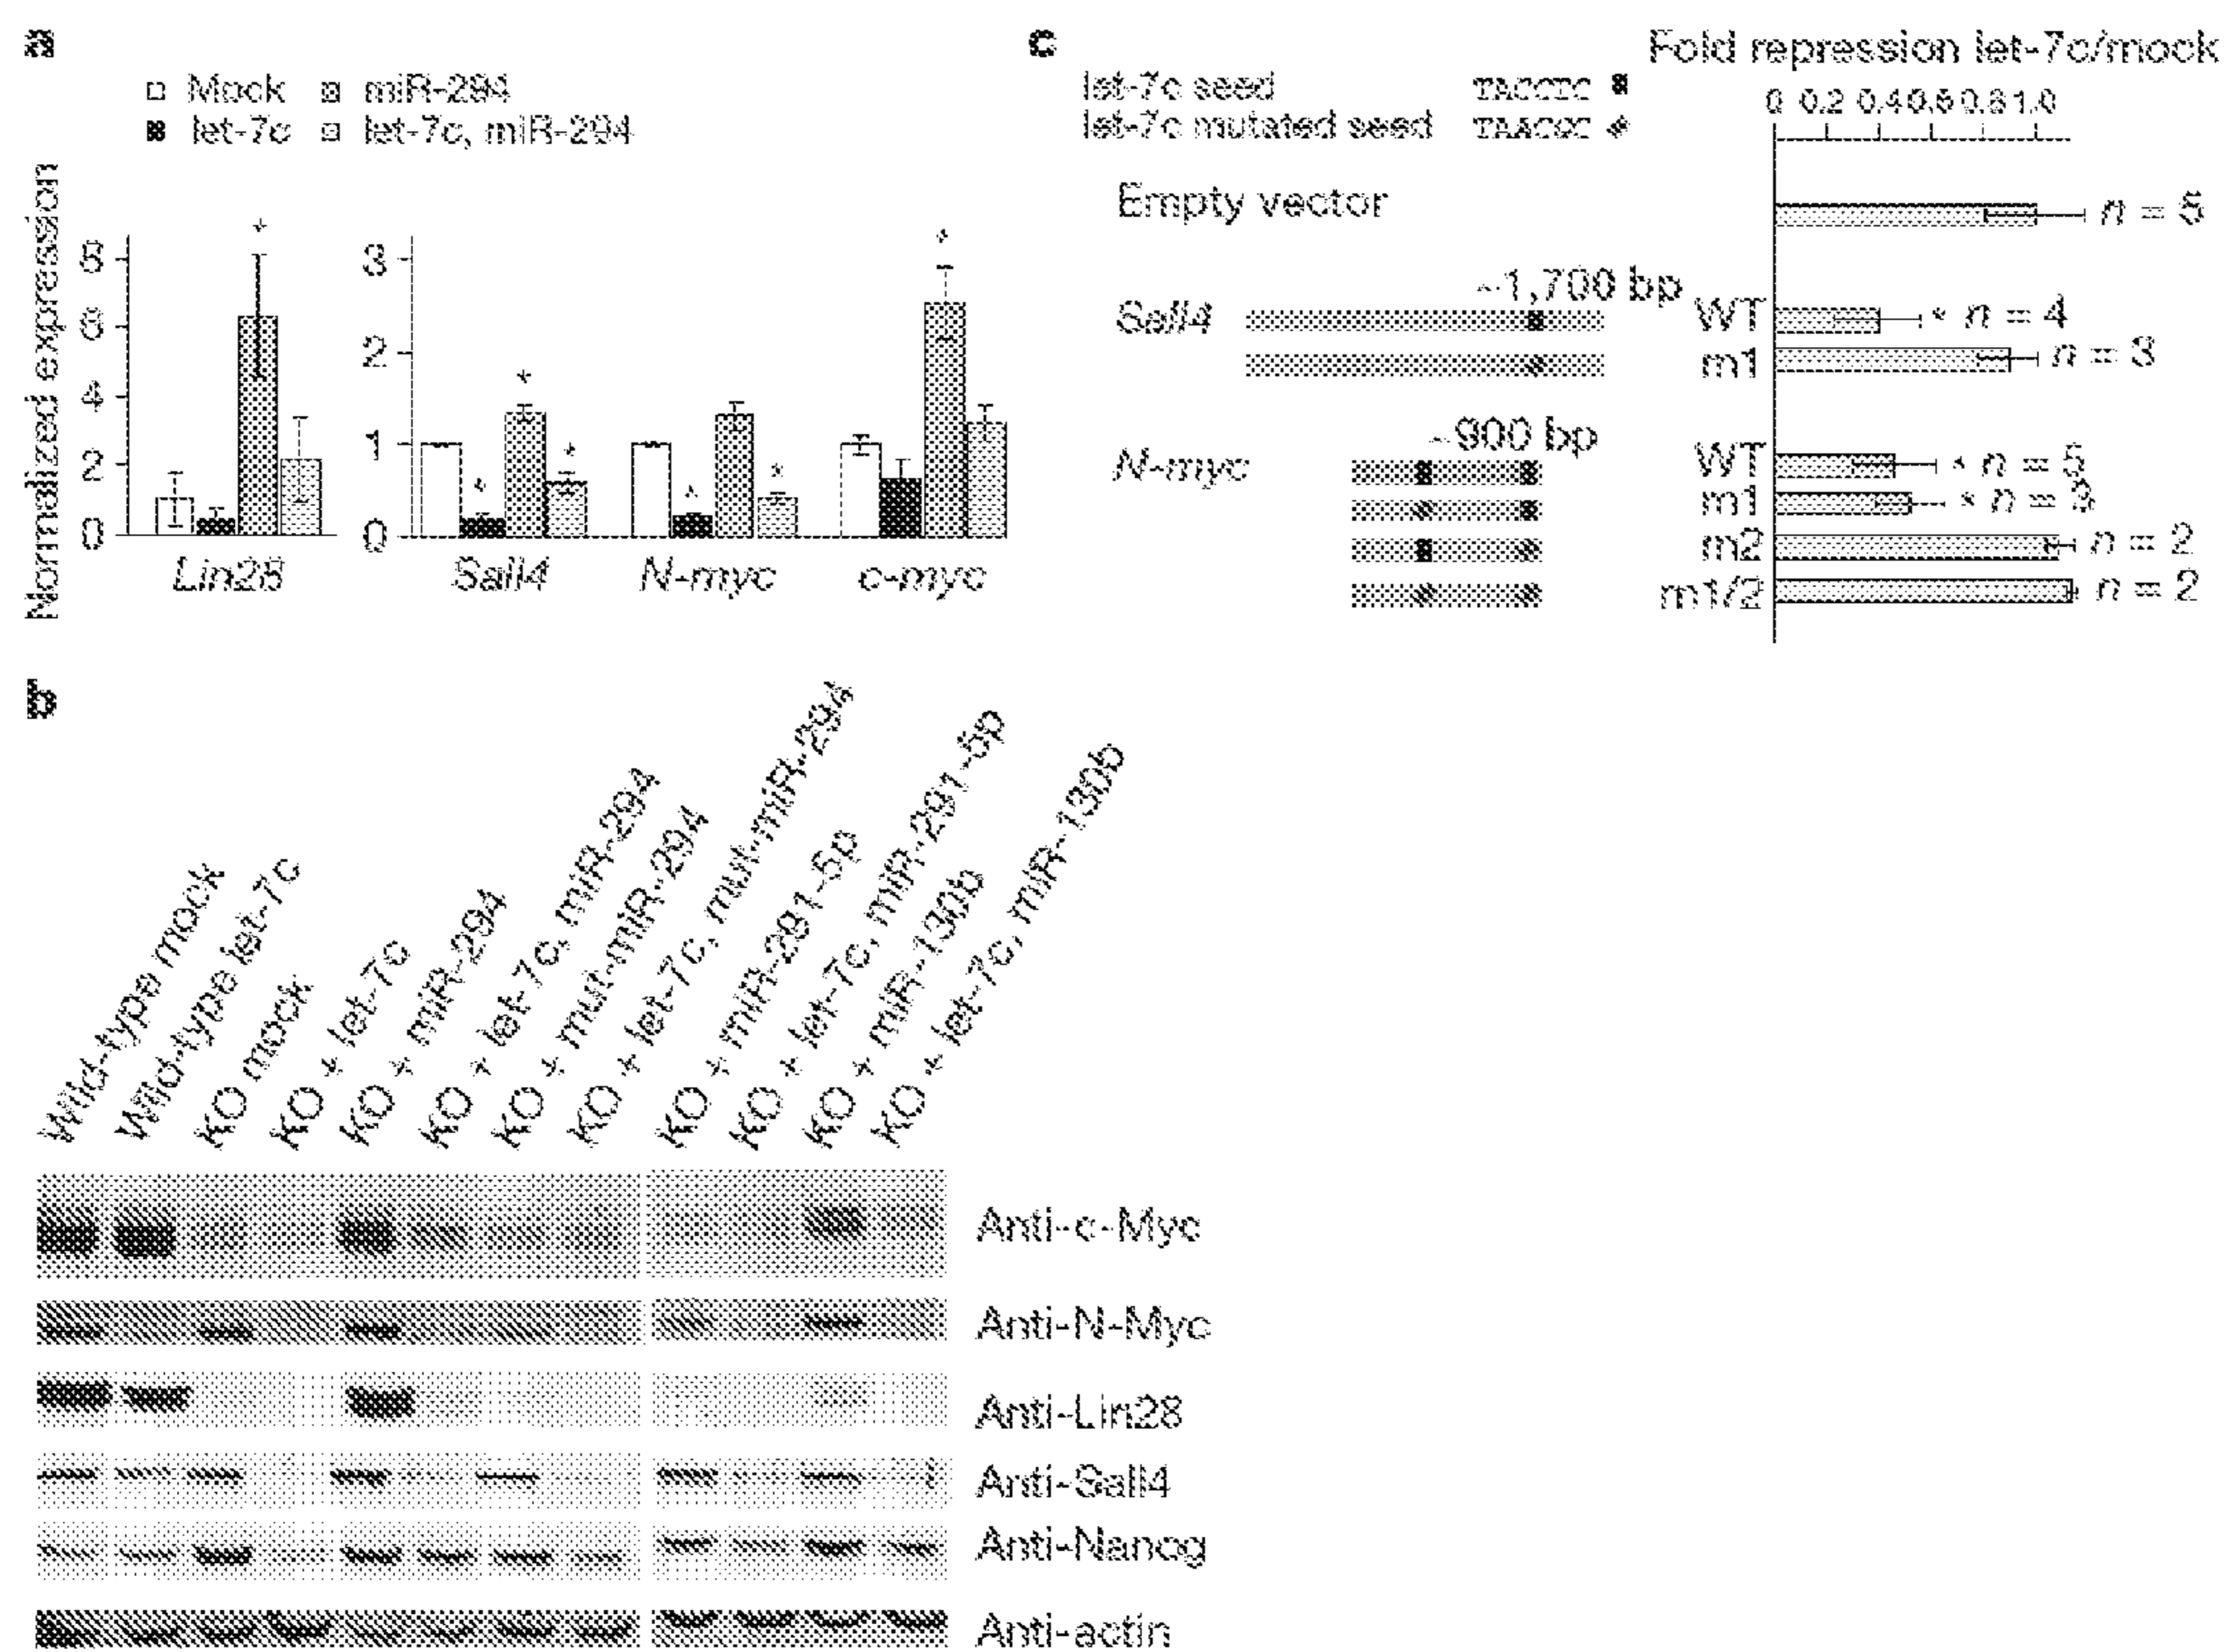 a
Mock miR-294
let-7c let-7c, miR-294
Normalized expression
8
6
4
2
0
3
2
1
0
Lin28 Sall4 N-myc c-myc
c
Fold repression let-7c/mock
let-7c seed TACCTC
let-7c mutated seed TAACGC
0 0.2 0.4 0.6 0.8 1.0
Empty vector n = 5
~1,700 bp
Sall4 WT * n = 4
m1 n = 3
~900 bp
N-myc WT * n = 5
m1 * n = 3
m2 n = 2
m1/2 n = 2
b
Wild-type mock
Wild-type let-7c
KO mock
KO + let-7c
KO + miR-294
KO + let-7c, miR-294
KO + mut-miR-294
KO + let-7c, mut-miR-294
KO + miR-291-5p
KO + let-7c, miR-291-5p
KO + miR-130b
KO + let-7c, miR-130b
Anti-c-Myc
Anti-N-Myc
Anti-Lin28
Anti-Sall4
Anti-Nanog
Anti-actin